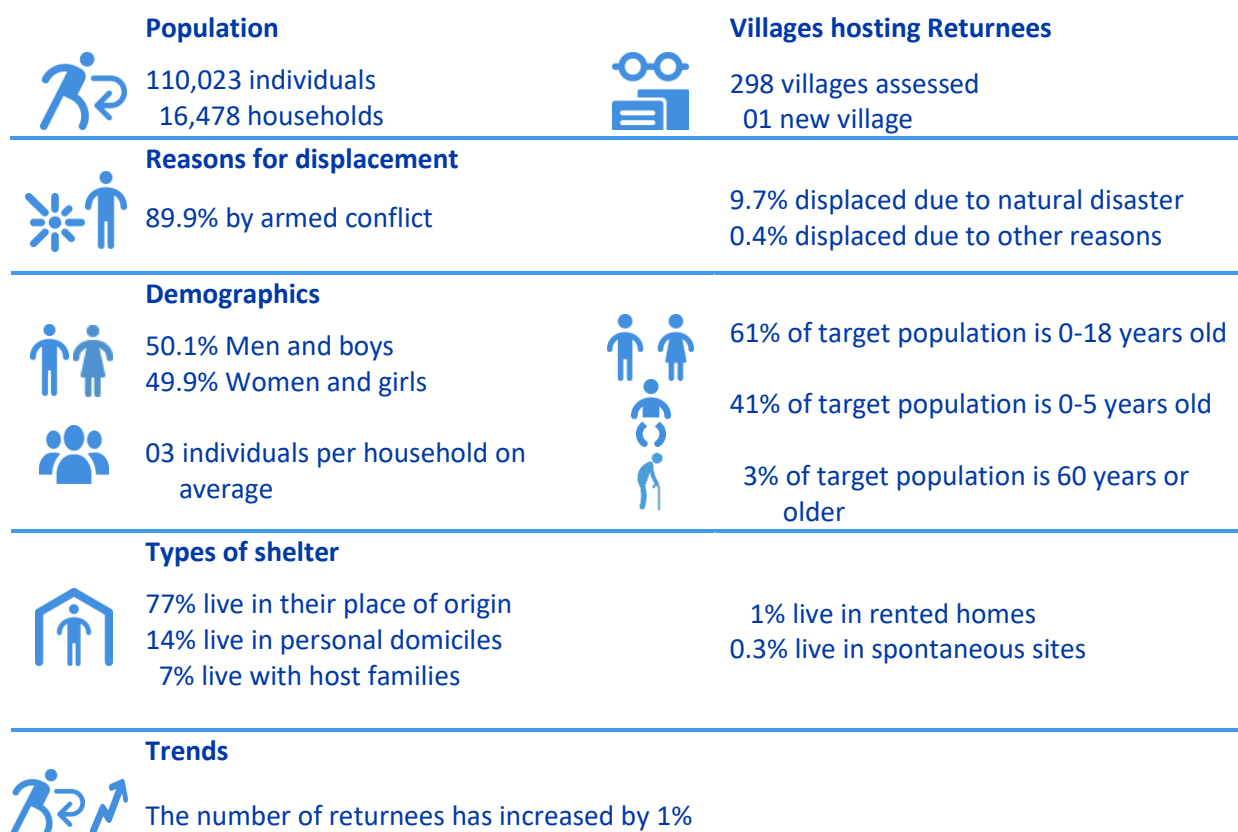 Population
110,023 individuals
16,478 households
Villages hosting Returnees
298 villages assessed
01 new village
Reasons for displacement
89.9% by armed conflict
9.7% displaced due to natural disaster
0.4% displaced due to other reasons
Demographics
50.1% Men and boys
49.9% Women and girls
03 individuals per household on
average
61% of target population is 0-18 years old
41% of target population is 0-5 years old
3% of target population is 60 years or
older
Types of shelter
77% live in their place of origin
14% live in personal domiciles
7% live with host families
1% live in rented homes
0.3% live in spontaneous sites
Trends
The number of returnees has increased by 1%